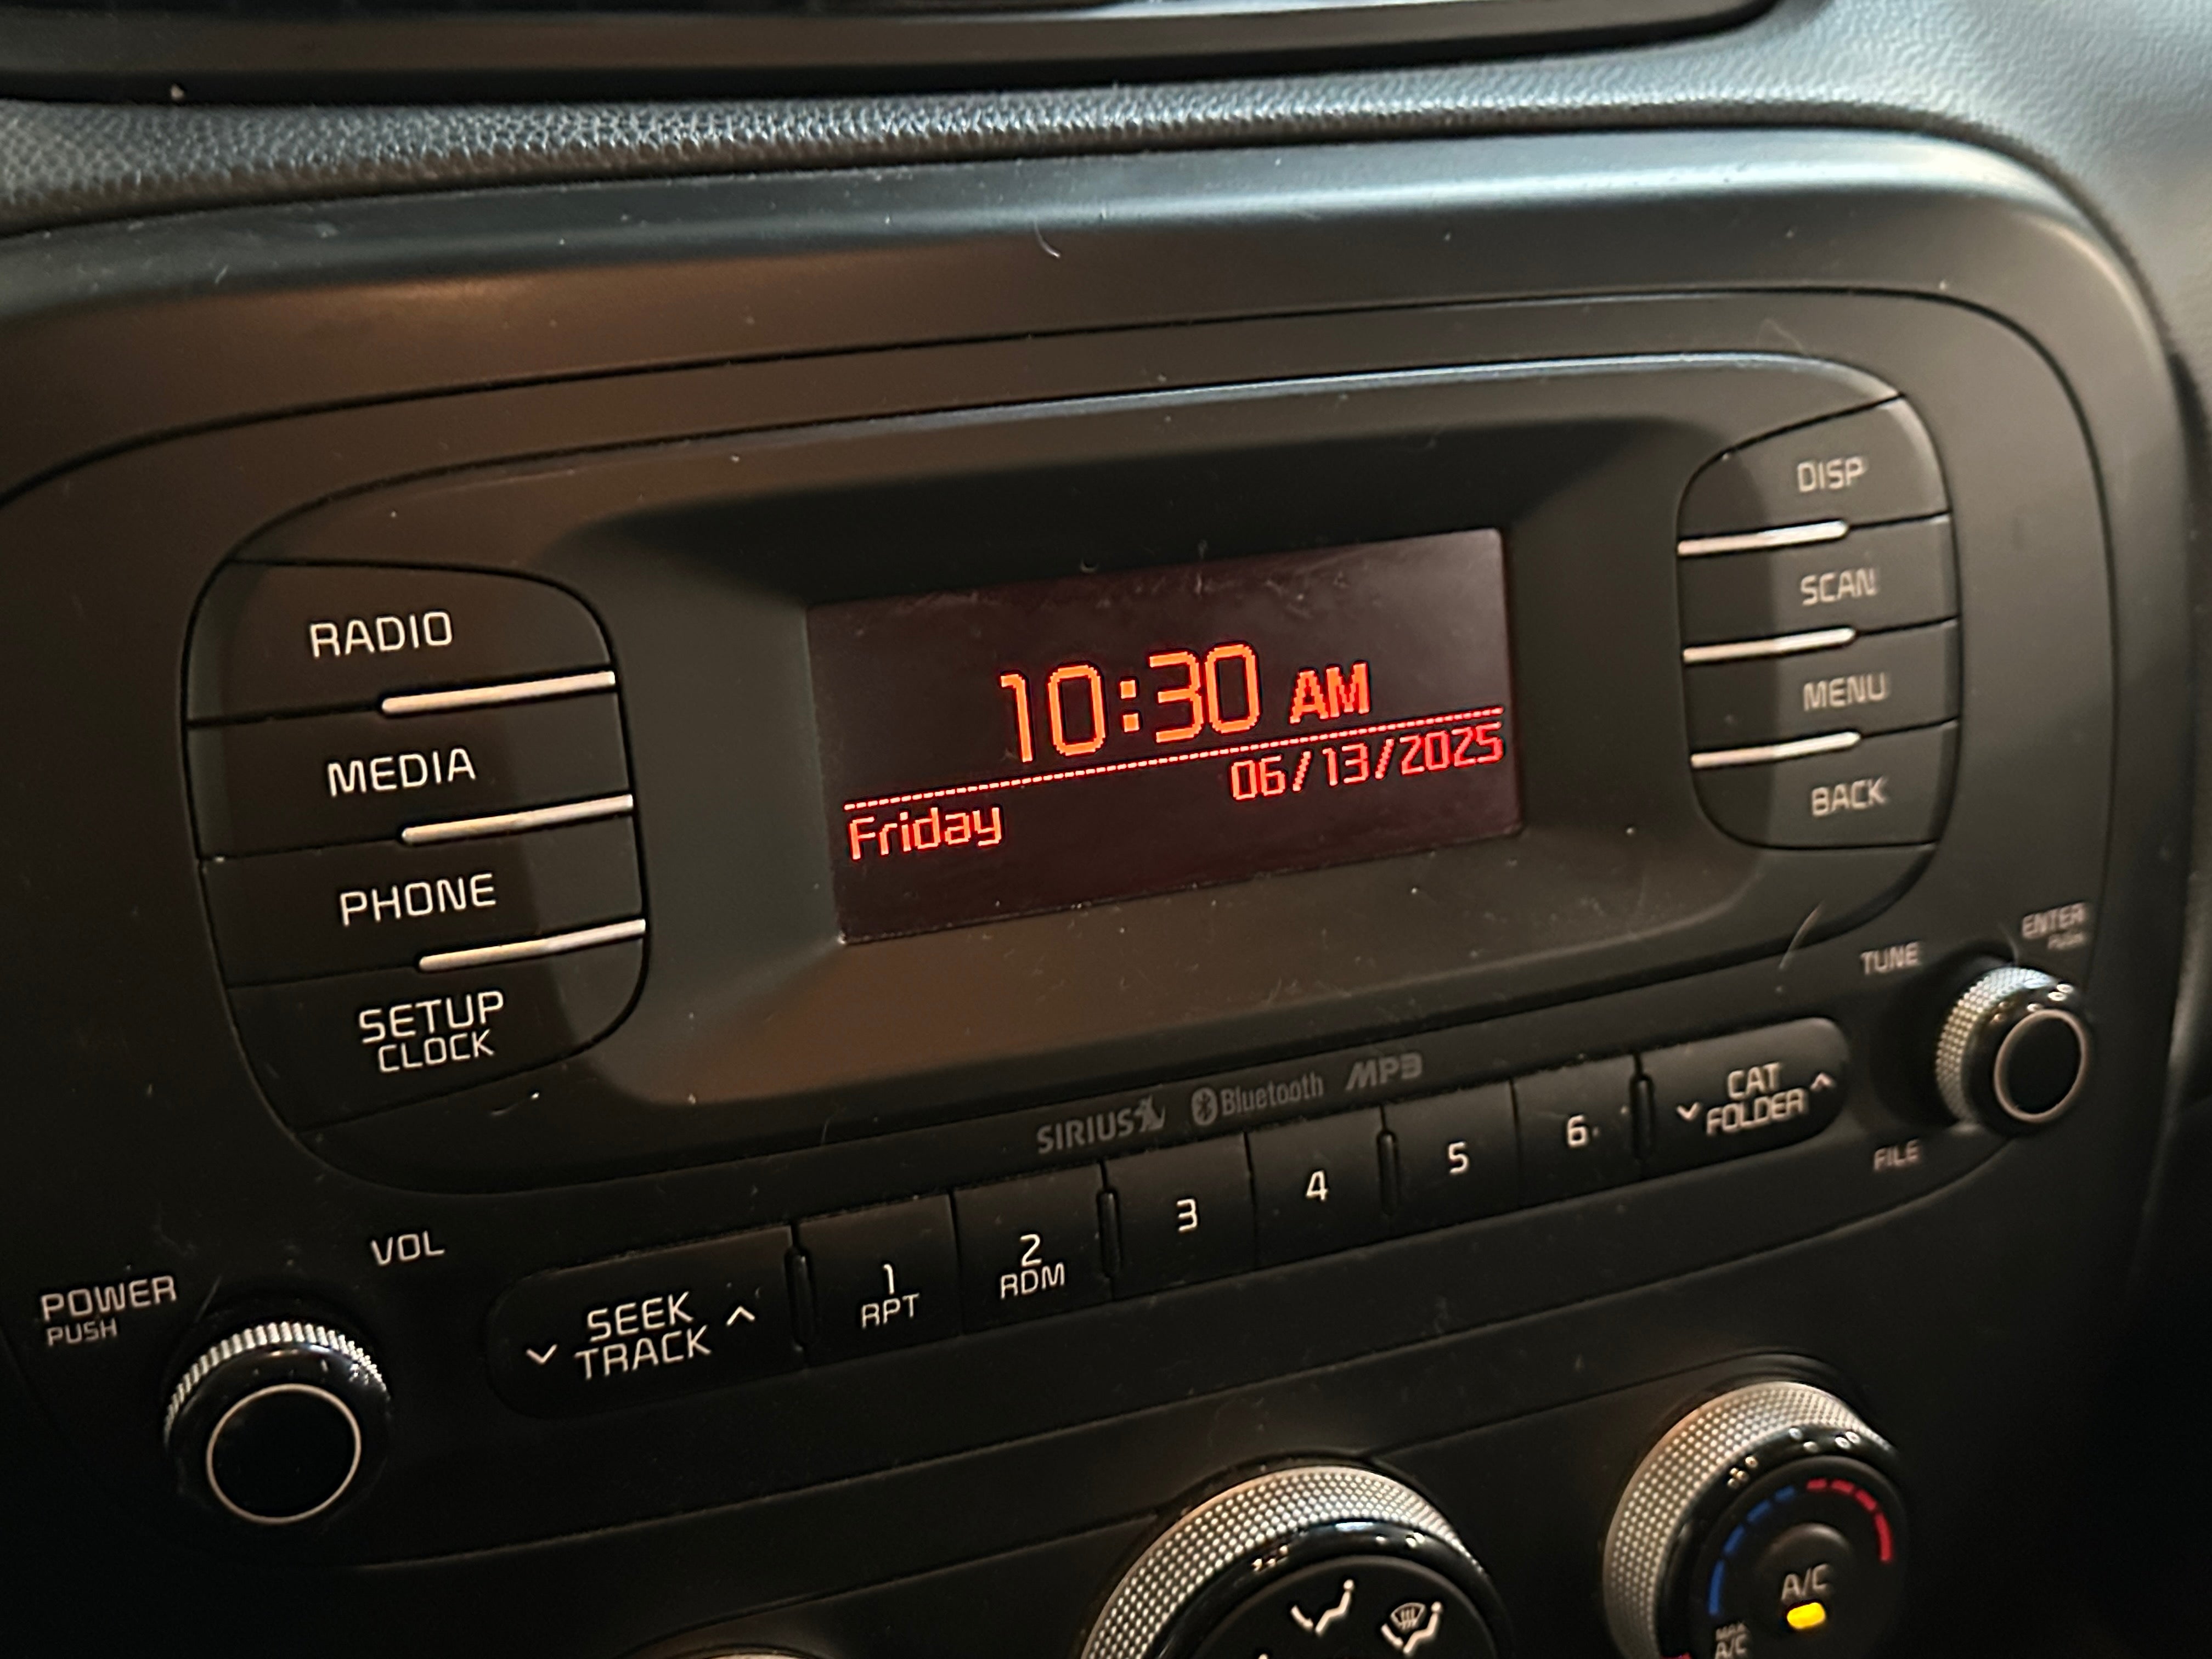 RADIO
MEDIA
PHONE
SETUP
CLOCK
10:30 AM
06/13/2025
Friday
DISP
SCAN
MENU
BACK
ENTER
TUNE
FILE
SIRIUS Bluetooth MP3
POWER
PUSH
VOL
SEEK
TRACK
1
RPT
2
RDM
3
4
5
6
CAT
FOLDER
A/C
MAX
A/C